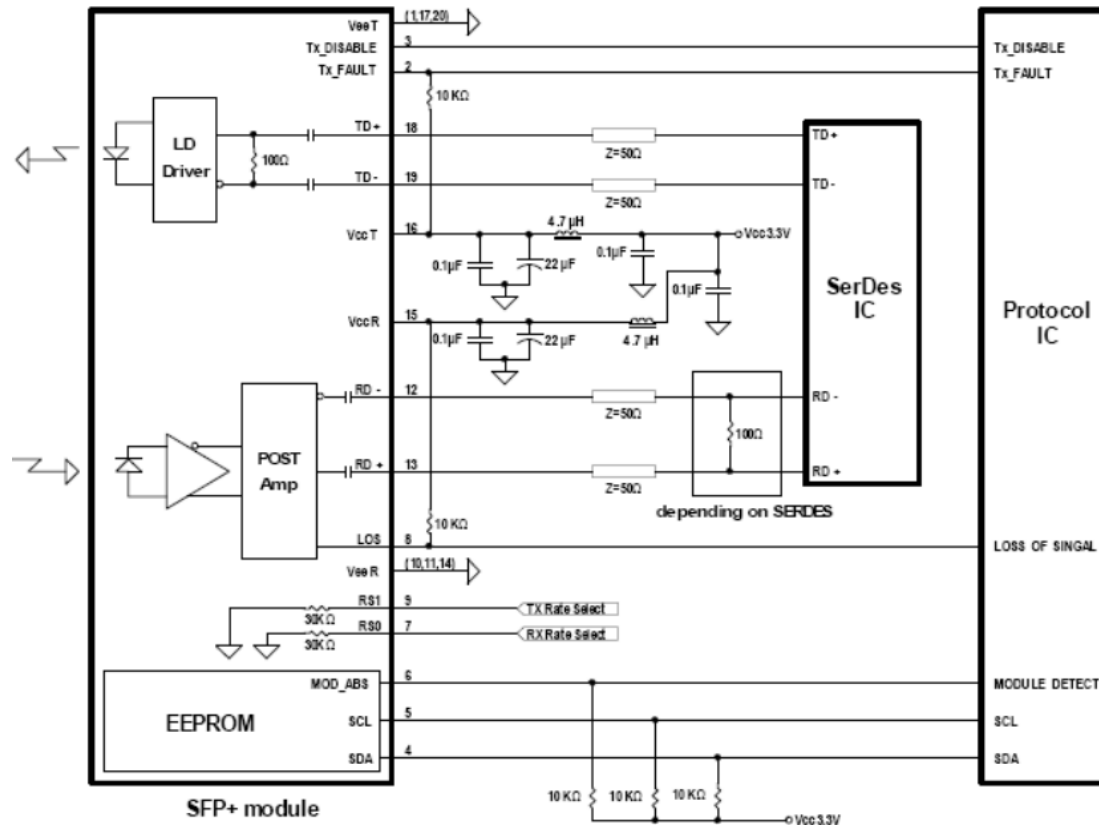 VeeT (1,17,20)
Tx_DISABLE 3 Tx_DISABLE
Tx_FAULT 2 Tx_FAULT
10 KΩ
LD
Driver
100Ω
TD+ 18 Z=50Ω TD+
TD- 19 Z=50Ω TD-
VccT 16 4.7 µH Vcc3.3V
0.1µF 22 µF 0.1µF
0.1µF
SerDes
IC
Protocol
IC
VccR 15
0.1µF 22 µF 4.7 µH
RD - 12 Z=50Ω RD -
100Ω
POST
Amp
RD + 13 Z=50Ω RD +
depending on SERDES
10 KΩ
LOS 8 LOSS OF SINGAL
VeeR (10,11,14)
RS1 9 TX Rate Select
30KΩ
RS0 7 RX Rate Select
30KΩ
MOD_ABS 6 MODULE DETECT
EEPROM
SCL 5 SCL
SDA 4 SDA
10 KΩ 10 KΩ 10 KΩ
Vcc3.3V
SFP+ module